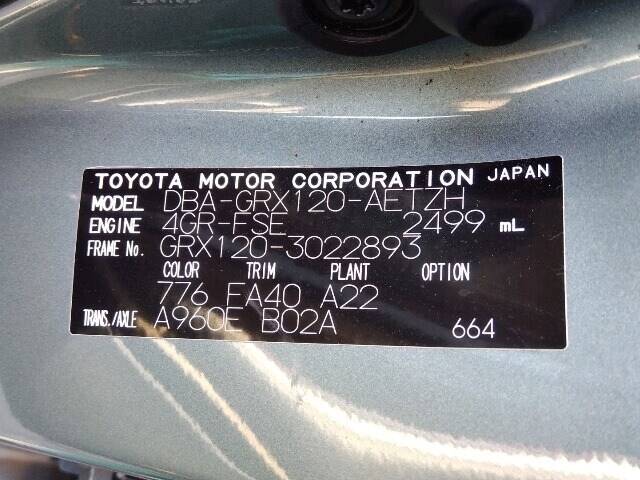 TOYOTA MOTOR CORPORATION JAPAN
MODEL DBA-GRX120-AETZH
ENGINE 4GR-FSE 2499 mL
FRAME No. GRX120-3022893
COLOR TRIM PLANT OPTION
776 FA40 A22
TRANS./AXLE A960E B02A 664